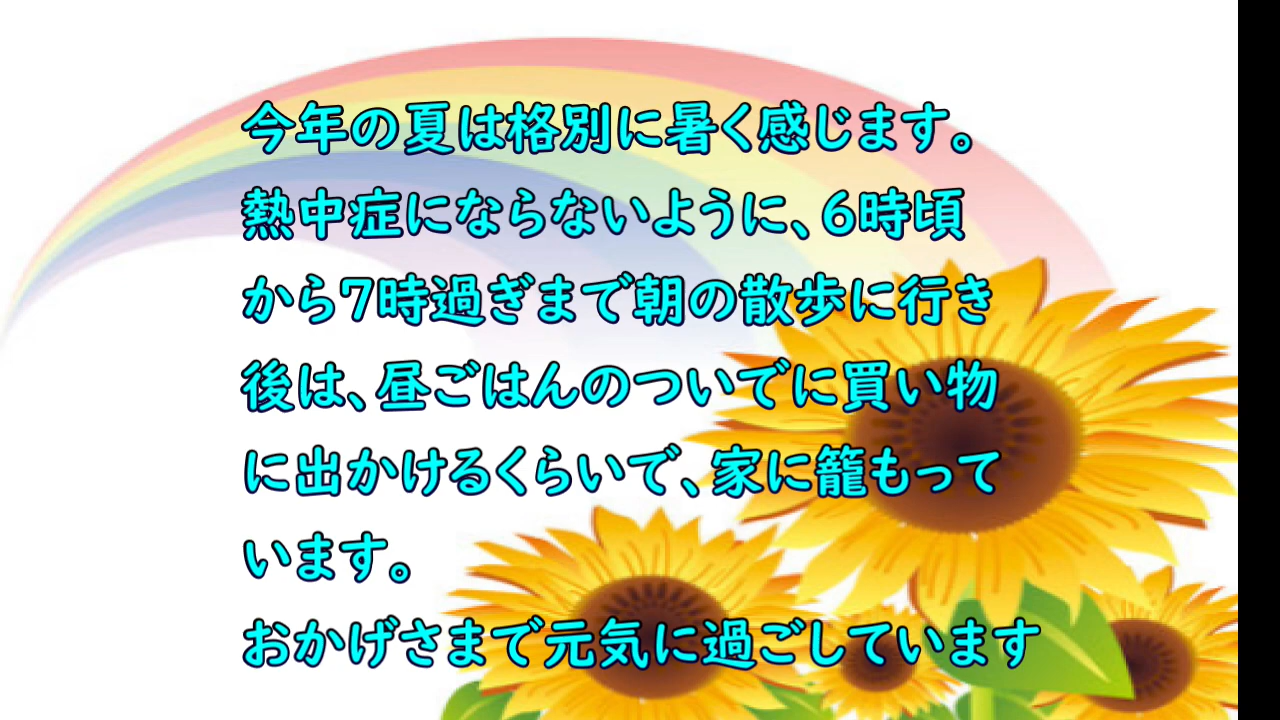 今年の夏は格別に暑く感じます。
熱中症にならないように、6時頃
から7時過ぎまで朝の散歩に行き
後は、昼ごはんのついでに買い物
に出かけるくらいで、家に籠もって
います。
おかげさまで元気に過ごしています